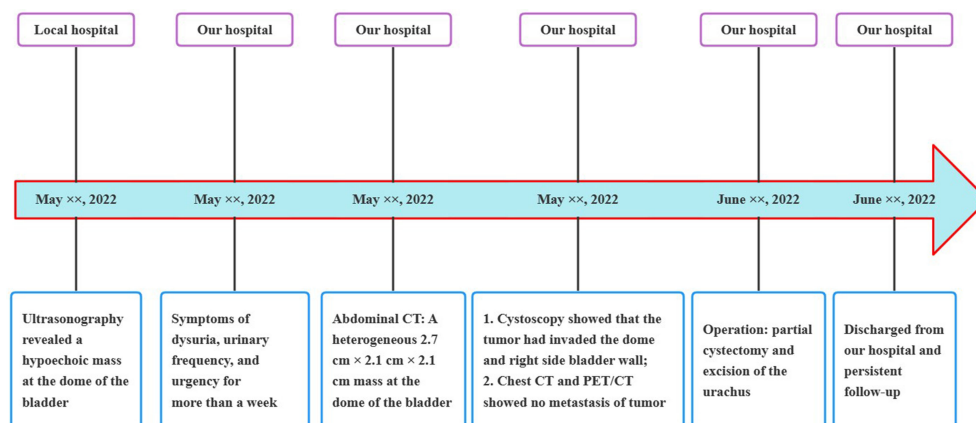 Local hospital
Our hospital
Our hospital
Our hospital
Our hospital
Our hospital
May ××, 2022
May ××, 2022
May ××, 2022
May ××, 2022
June ××, 2022
June ××, 2022
Ultrasonography
revealed a
hypoechoic mass
at the dome of the
bladder
Symptoms of
dysuria, urinary
frequency, and
urgency for
more than a week
Abdominal CT: A
heterogeneous 2.7
cm × 2.1 cm × 2.1
cm mass at the
dome of the bladder
1. Cystoscopy showed that the
tumor had invaded the dome
and right side bladder wall;
2. Chest CT and PET/CT
showed no metastasis of tumor
Operation: partial
cystectomy and
excision of the
urachus
Discharged from
our hospital and
persistent
follow-up